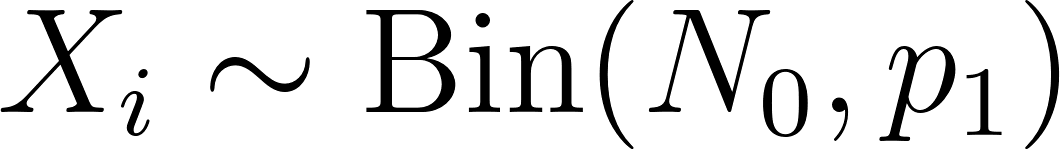 X_i ∼ Bin(N_0, p_1)